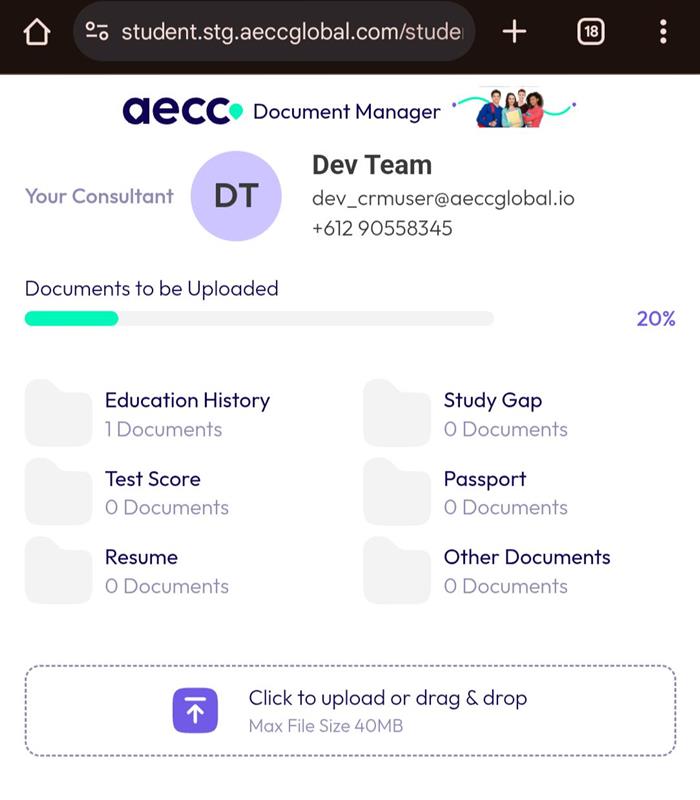 student.stg.aeccglobal.com/stude
18
aecc Document Manager
Your Consultant
DT
Dev Team
dev_crmuser@aeccglobal.io
+612 90558345
Documents to be Uploaded
20%
Education History
1 Documents
Study Gap
0 Documents
Test Score
0 Documents
Passport
0 Documents
Resume
0 Documents
Other Documents
0 Documents
Click to upload or drag & drop
Max File Size 40MB